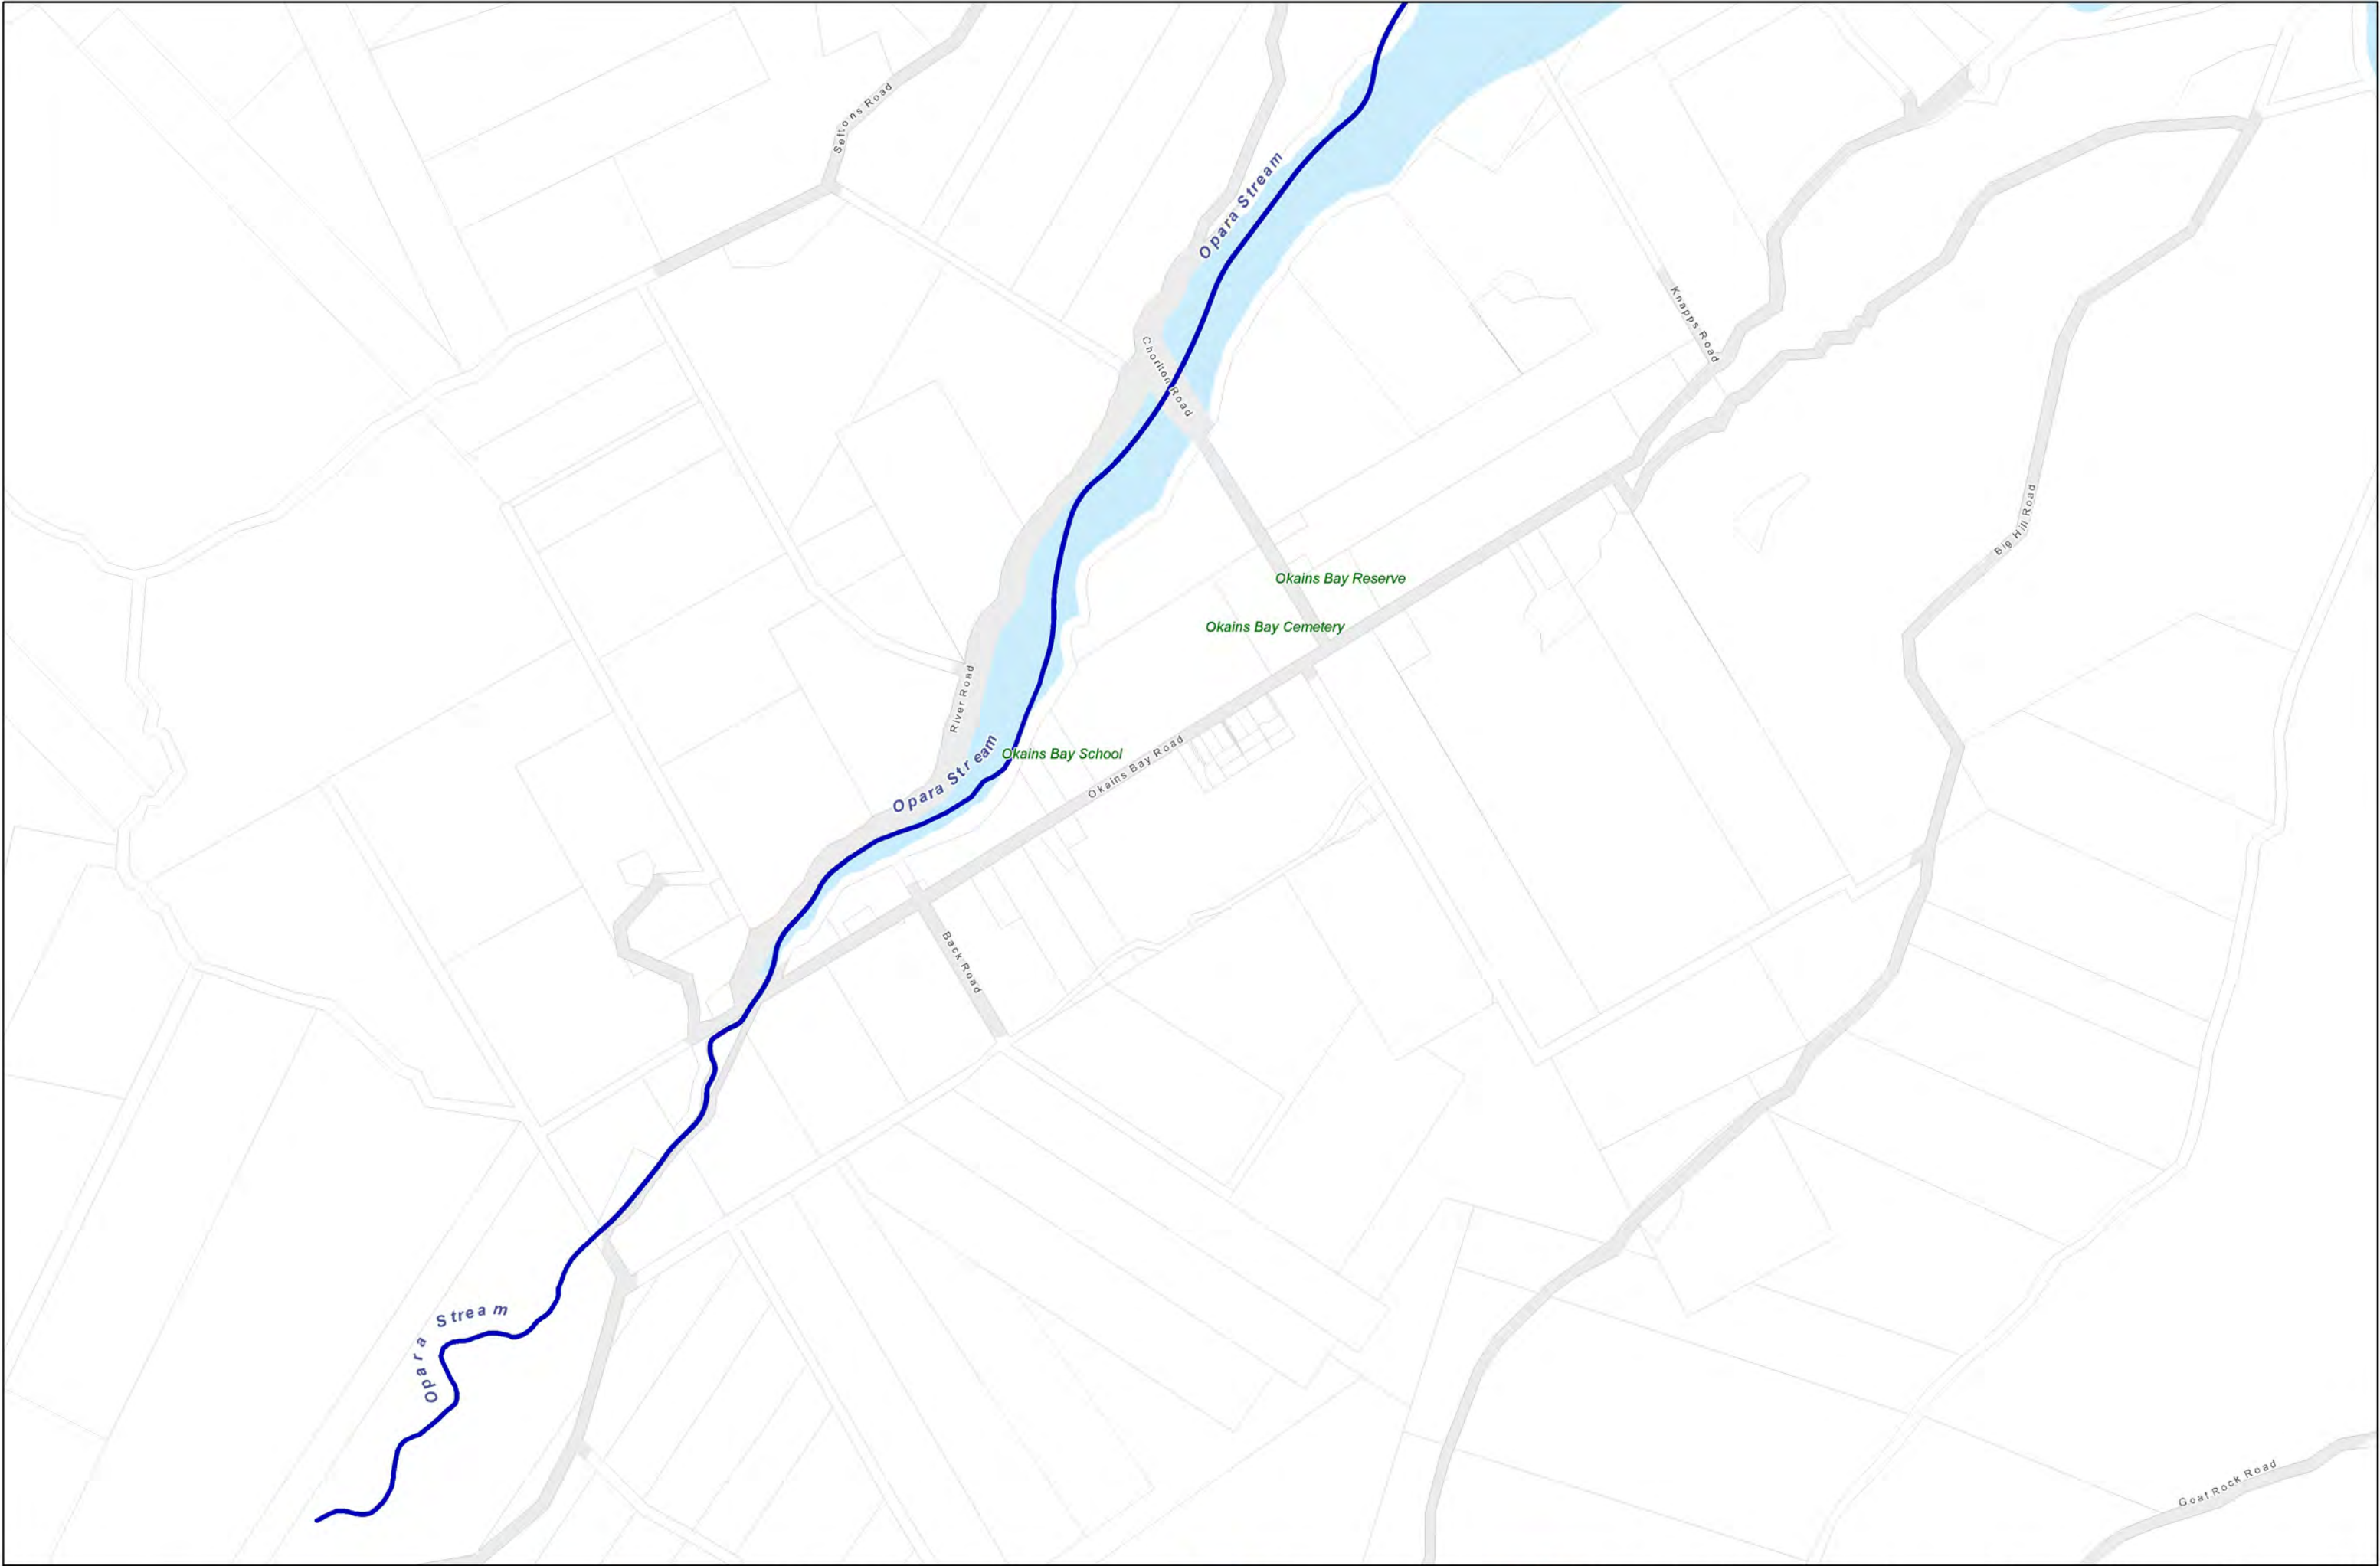 Seftons Road
Opara Stream
Knapps Road
Chorlton Road
Big Hill Road
Okains Bay Reserve
Okains Bay Cemetery
River Road
Okains Bay School
Opara Stream
Okains Bay Road
Back Road
Opara Stream
Goat Rock Road